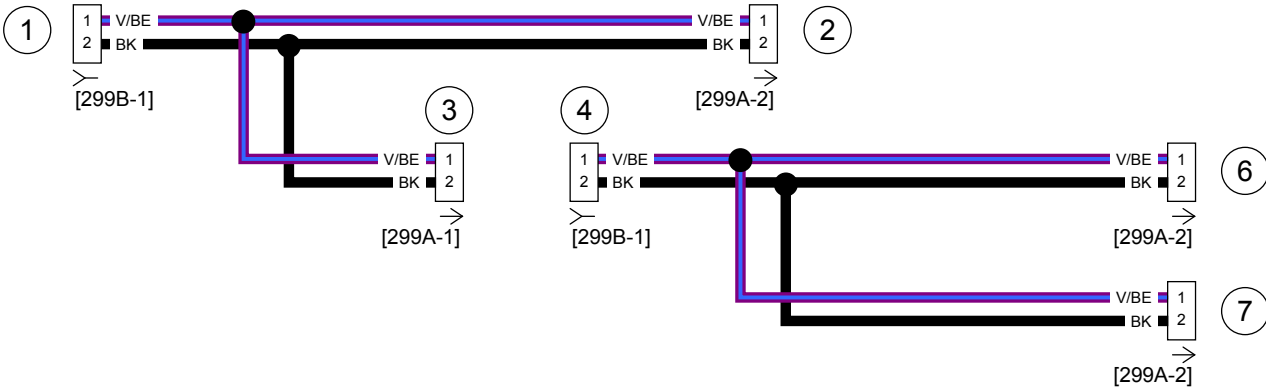 1
1 V/BE V/BE 1
2 BK BK 2
2
[299B-1]
[299A-2]
3
4
V/BE 1
BK 2
1 V/BE V/BE 1
2 BK BK 2
6
[299A-1]
[299B-1]
[299A-2]
V/BE 1
BK 2
7
[299A-2]